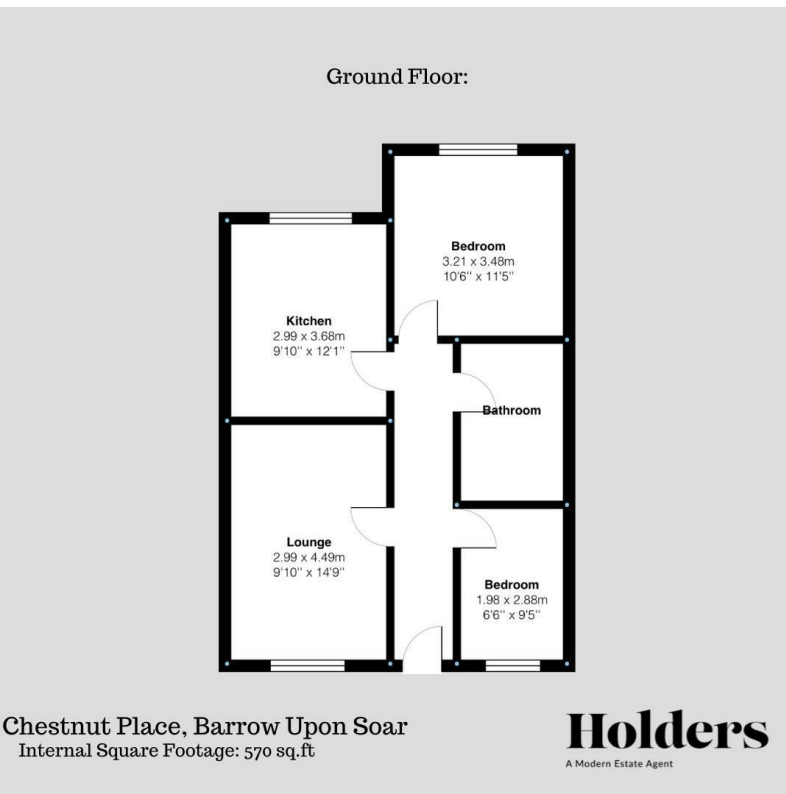 Ground Floor:
Bedroom
3.21 x 3.48m
10'6'' x 11'5''
Kitchen
2.99 x 3.68m
9'10'' x 12'1''
Bathroom
Lounge
2.99 x 4.49m
9'10'' x 14'9''
Bedroom
1.98 x 2.88m
6'6'' x 9'5''
Chestnut Place, Barrow Upon Soar
Internal Square Footage: 570 sq.ft
Holders
A Modern Estate Agent